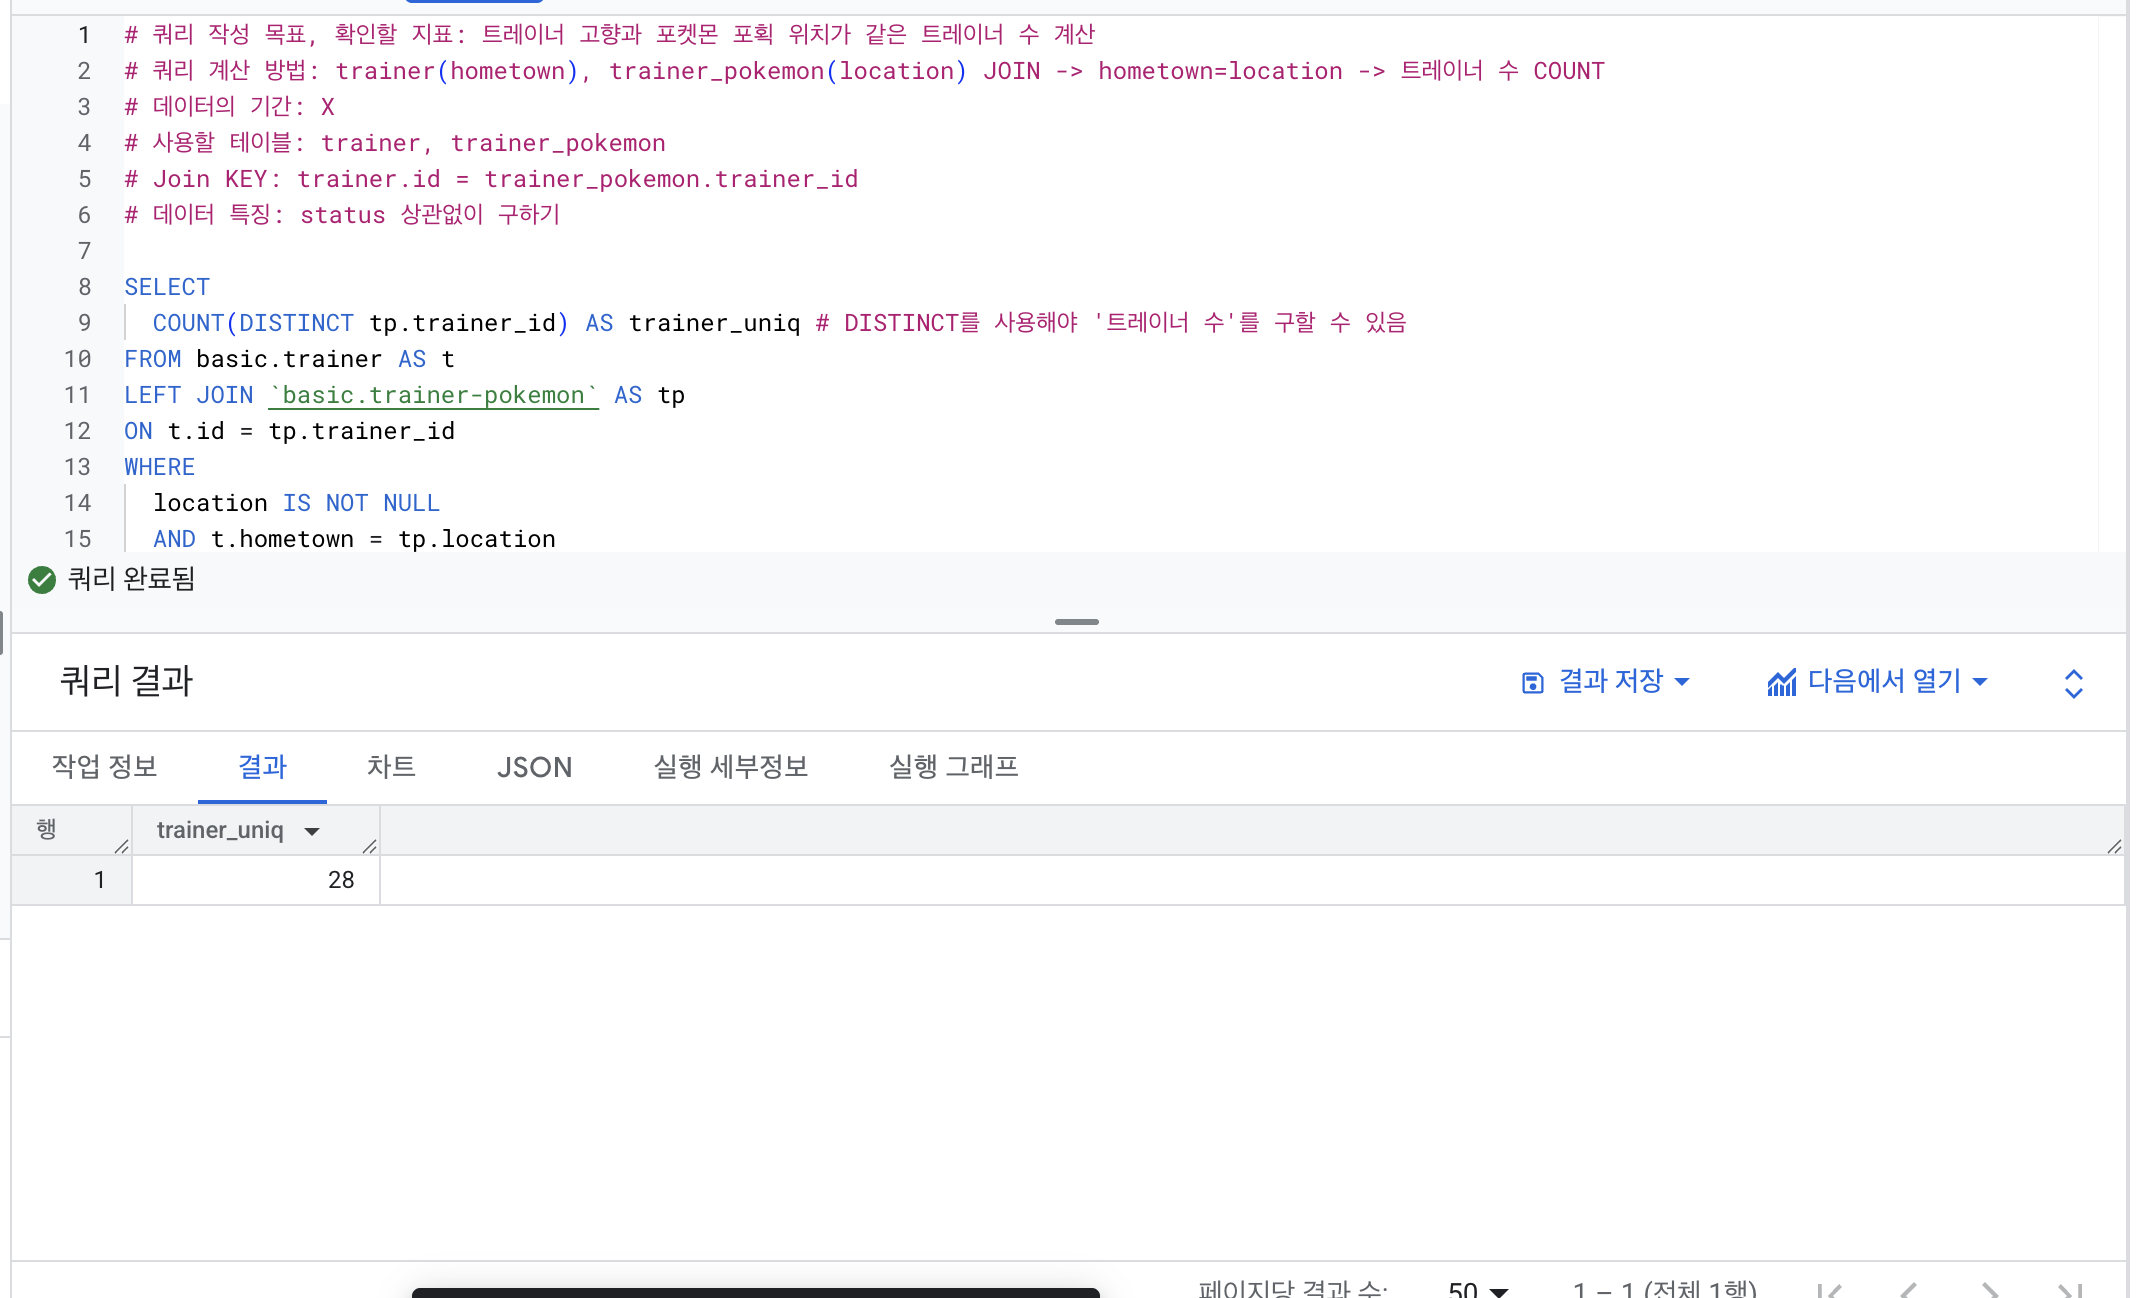 1 # 쿼리 작성 목표, 확인할 지표: 트레이너 고향과 포켓몬 포획 위치가 같은 트레이너 수 계산
2 # 쿼리 계산 방법: trainer(hometown), trainer_pokemon(location) JOIN -> hometown=location -> 트레이너 수 COUNT
3 # 데이터의 기간: X
4 # 사용할 테이블: trainer, trainer_pokemon
5 # Join KEY: trainer.id = trainer_pokemon.trainer_id
6 # 데이터 특징: status 상관없이 구하기
7
8 SELECT
9 COUNT(DISTINCT tp.trainer_id) AS trainer_uniq # DISTINCT를 사용해야 '트레이너 수'를 구할 수 있음
10 FROM basic.trainer AS t
11 LEFT JOIN `basic.trainer-pokemon` AS tp
12 ON t.id = tp.trainer_id
13 WHERE
14 location IS NOT NULL
15 AND t.hometown = tp.location
쿼리 완료됨
쿼리 결과 결과 저장 다음에서 열기
작업 정보 결과 차트 JSON 실행 세부정보 실행 그래프
행 trainer_uniq
1 28
페이지당 결과 수: 50 1 – 1 (전체 1행)